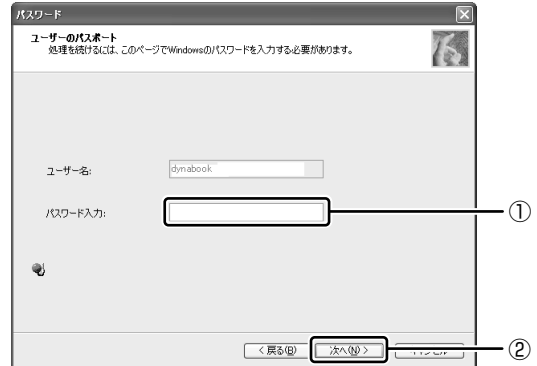 パスワード
ユーザーのパスポート
処理を続けるには、このページでWindowsのパスワードを入力する必要があります。
ユーザー名:
dynabook
パスワード入力:
①
< 戻る(B)
次へ(N) >
②